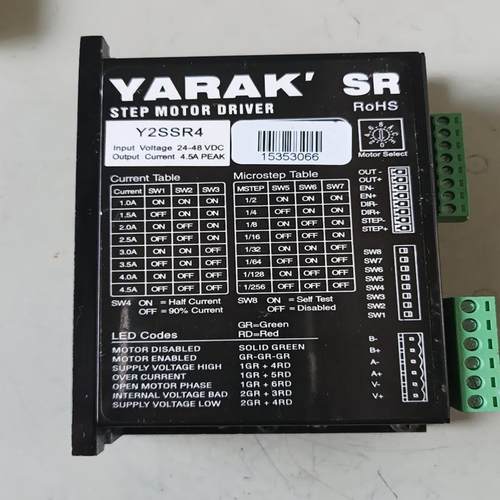 YARAK' SR
STEP MOTOR DRIVER
RoHS
Y2SSR4
Input Voltage 24-48 VDC
Output Current 4.5A PEAK
15353066
Motor Select
Current Table
Current SW1 SW2 SW3
1.0A ON ON ON
1.5A OFF ON ON
2.0A ON OFF ON
2.5A OFF OFF ON
3.0A ON ON OFF
3.5A OFF ON OFF
4.0A ON OFF OFF
4.5A OFF OFF OFF
SW4 ON = Half Current
OFF = 90% Current
Microstep Table
MSTEP SW5 SW6 SW7
1/2 ON ON ON
1/4 OFF ON ON
1/8 ON OFF ON
1/16 OFF OFF ON
1/32 ON ON OFF
1/64 OFF ON OFF
1/128 ON OFF OFF
1/256 OFF OFF OFF
SW8 ON = Self Test
OFF = Disabled
OUT -
OUT+
EN-
EN+
DIR-
DIR+
STEP-
STEP+
SW8
SW7
SW6
SW5
SW4
SW3
SW2
SW1
B-
B+
A-
A+
V-
V+
LED Codes
GR=Green
RD=Red
MOTOR DISABLED SOLID GREEN
MOTOR ENABLED GR-GR-GR
SUPPLY VOLTAGE HIGH 1GR + 4RD
OVER CURRENT 1GR + 5RD
OPEN MOTOR PHASE 1GR + 6RD
INTERNAL VOLTAGE BAD 2GR + 3RD
SUPPLY VOLTAGE LOW 2GR + 4RD